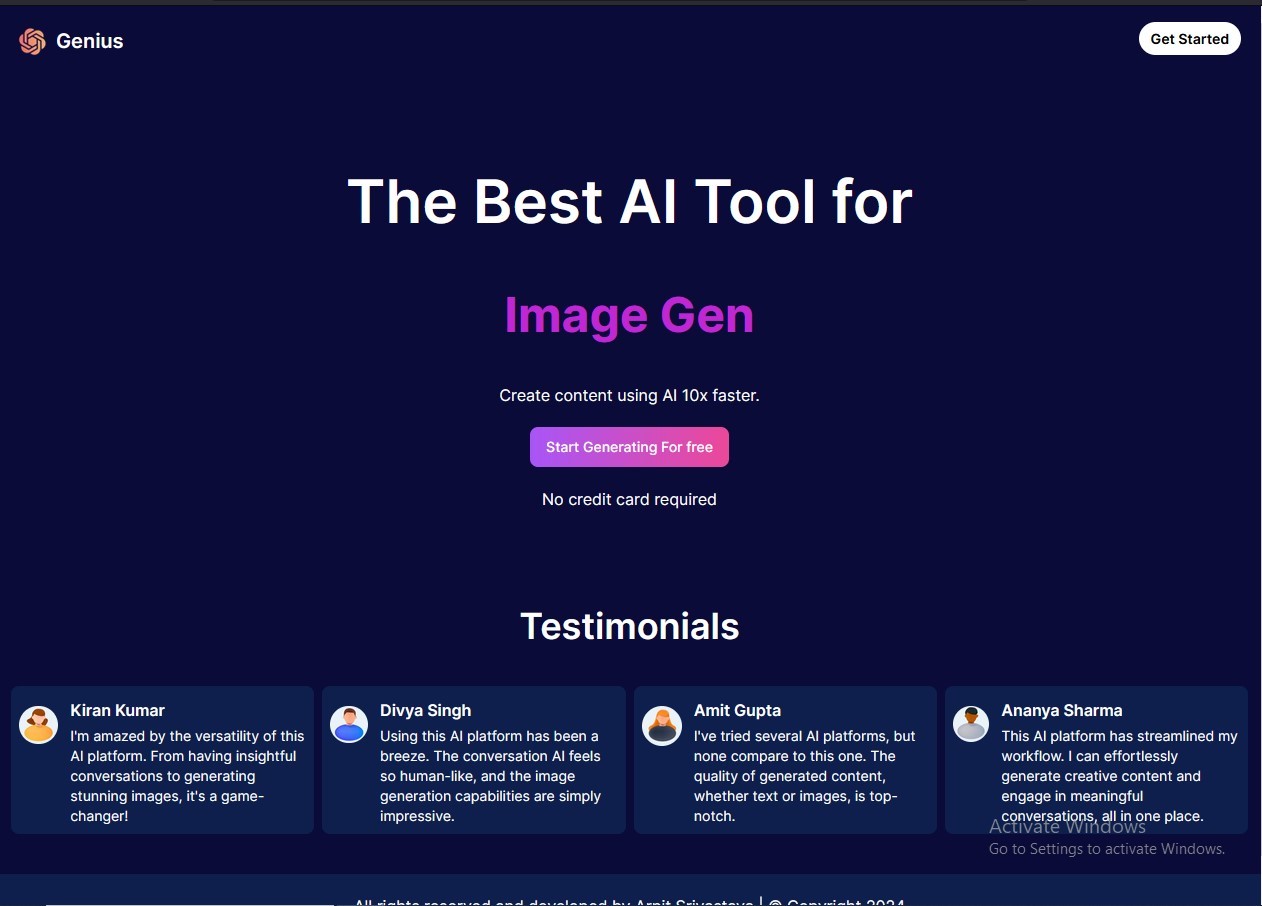 Genius
Get Started
The Best AI Tool for
Image Gen
Create content using AI 10x faster.
Start Generating For free
No credit card required
Testimonials
Kiran Kumar
I'm amazed by the versatility of this
AI platform. From having insightful
conversations to generating
stunning images, it's a game-
changer!
Divya Singh
Using this AI platform has been a
breeze. The conversation AI feels
so human-like, and the image
generation capabilities are simply
impressive.
Amit Gupta
I've tried several AI platforms, but
none compare to this one. The
quality of generated content,
whether text or images, is top-
notch.
Ananya Sharma
This AI platform has streamlined my
workflow. I can effortlessly
generate creative content and
engage in meaningful
conversations, all in one place.
Activate Windows
Go to Settings to activate Windows.
All rights reserved and developed by Arpit Srivastava | © Copyright 2024